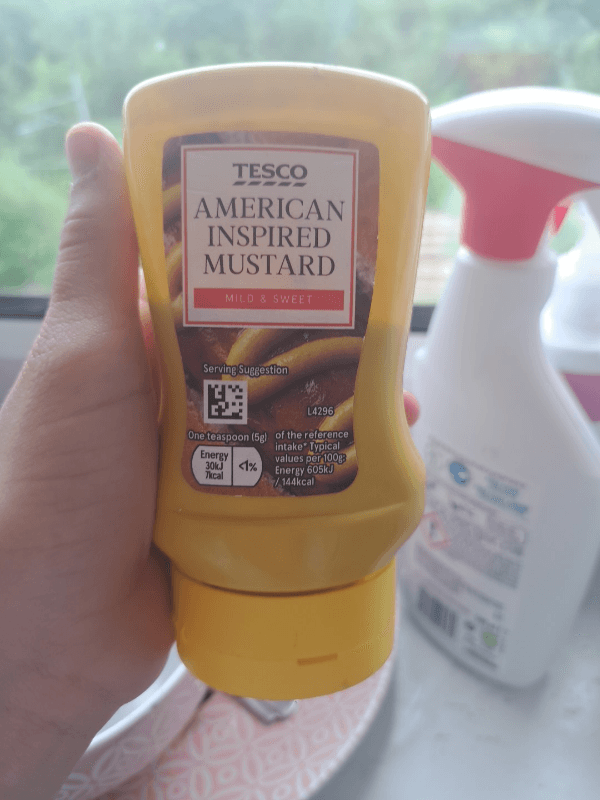 TESCO
AMERICAN
INSPIRED
MUSTARD
MILD & SWEET
Serving Suggestion
L4296
One teaspoon (5g)
Energy
30kJ
7kcal
<1%
of the reference
intake* Typical
values per 100g:
Energy 605kJ
/ 144kcal